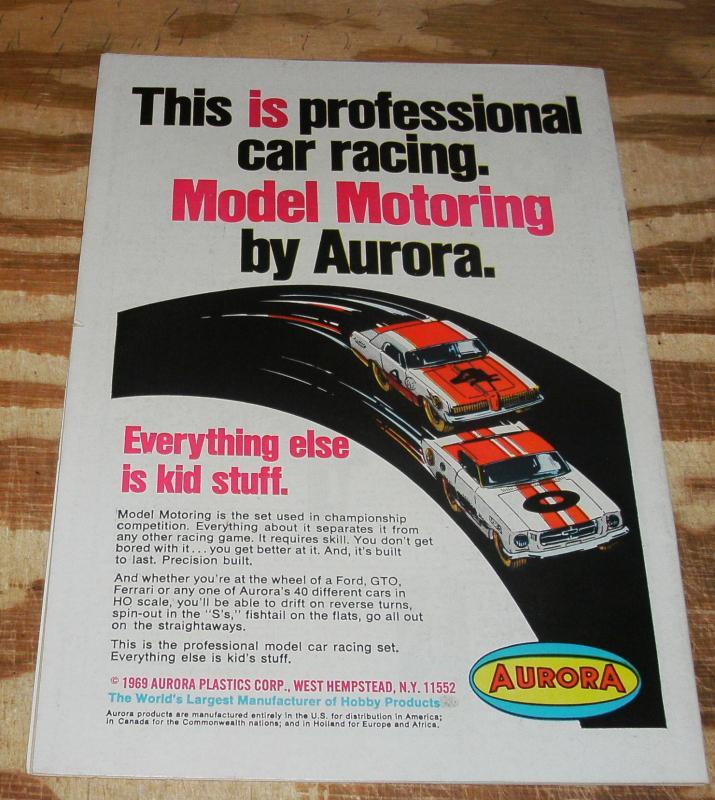 This is professional
car racing.
Model Motoring
by Aurora.
4
0
Everything else
is kid stuff.
Model Motoring is the set used in championship
competition. Everything about it separates it from
any other racing game. It requires skill. You don't get
bored with it...you get better at it. And, it's built
to last. Precision built.
And whether you're at the wheel of a Ford, GTO,
Ferrari or any one of Aurora's 40 different cars in
HO scale, you'll be able to drift on reverse turns,
spin-out in the "S's," fishtail on the flats, go all out
on the straightaways.
This is the professional model car racing set.
Everything else is kid's stuff.
© 1969 AURORA PLASTICS CORP., WEST HEMPSTEAD, N.Y. 11552
The World's Largest Manufacturer of Hobby Products
Aurora products are manufactured entirely in the U.S. for distribution in America;
in Canada for the Commonwealth nations; and in Holland for Europe and Africa.
AURORA